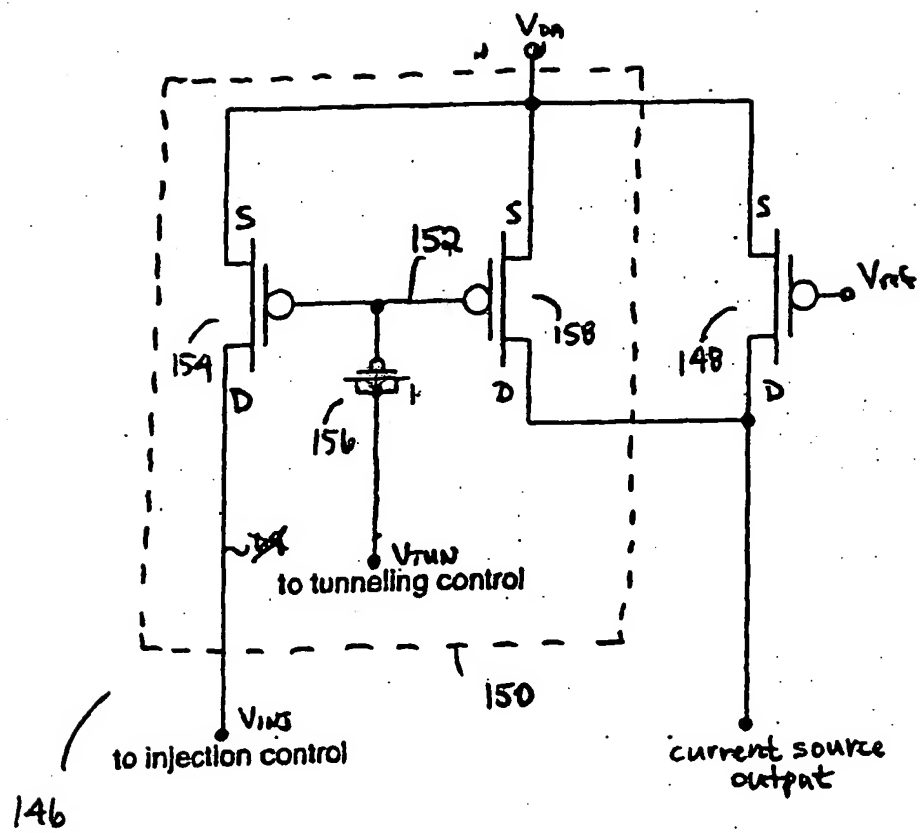 VDA
S
S
S
152
Vref
154
158
148
D
D
D
156
VTUN
to tunneling control
150
VINJ
to injection control
current source
output
146